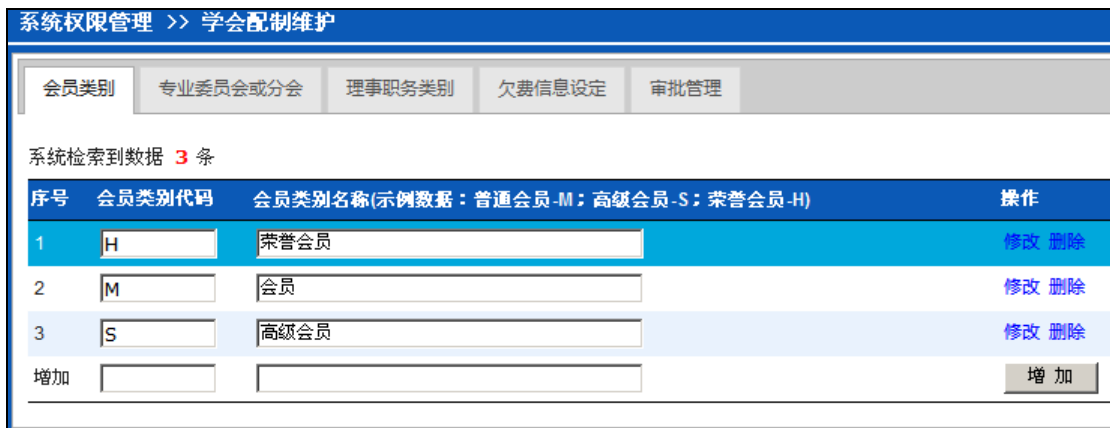 系统权限管理 >> 学会配制维护
会员类别 专业委员会或分会 理事职务类别 欠费信息设定 审批管理
系统检索到数据 3 条
序号 会员类别代码 会员类别名称(示例数据：普通会员-M；高级会员-S；荣誉会员-H) 操作
1 H 荣誉会员 修改 删除
2 M 会员 修改 删除
3 S 高级会员 修改 删除
增加 增 加